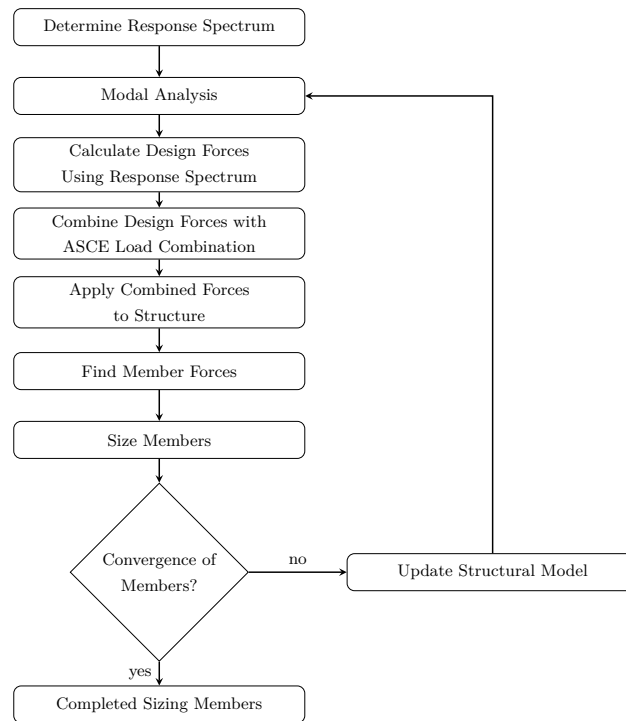 Determine Response Spectrum
Modal Analysis
Calculate Design Forces
Using Response Spectrum
Combine Design Forces with
ASCE Load Combination
Apply Combined Forces
to Structure
Find Member Forces
Size Members
Convergence of
Members?
no
Update Structural Model
yes
Completed Sizing Members